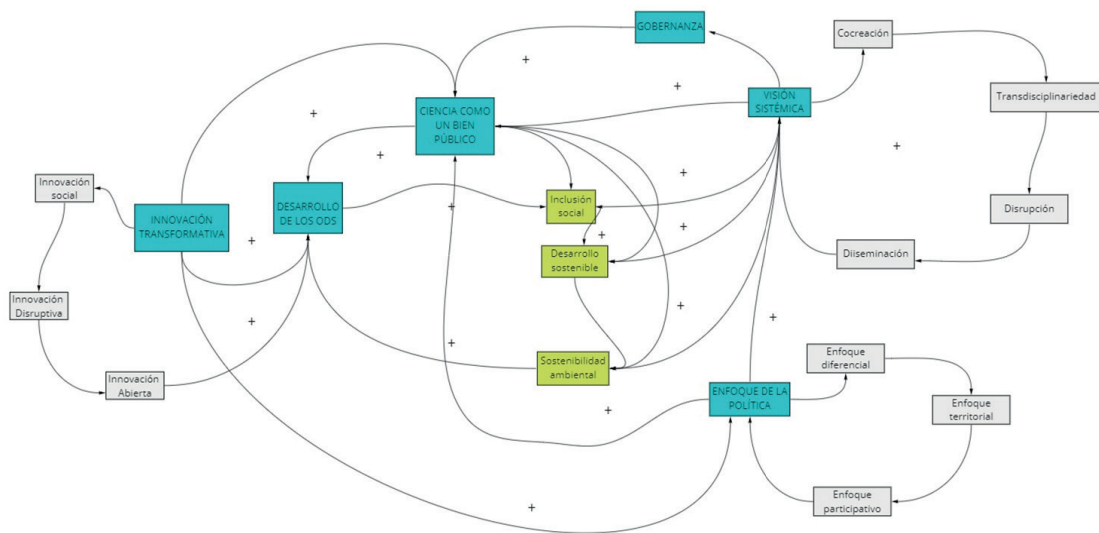 GOBERNANZA
Cocreación
+
+
+
VISIÓN
SISTÉMICA
Transdisciplinariedad
CIENCIA COMO
UN BIEN
PÚBLICO
+
+
+
Innovación
social
+
Inclusión
social
INNOVACIÓN
TRANSFORMATIVA
DESARROLLO
DE LOS ODS
+
Disrupción
+
+
+
Desarrollo
sostenible
Diiseminación
Innovación
Disruptiva
+
+
+
+
Sostenibilidad
ambiental
Enfoque
diferencial
Innovación
Abierta
ENFOQUE DE LA
POLÍTICA
+
Enfoque
territorial
Enfoque
participativo
+